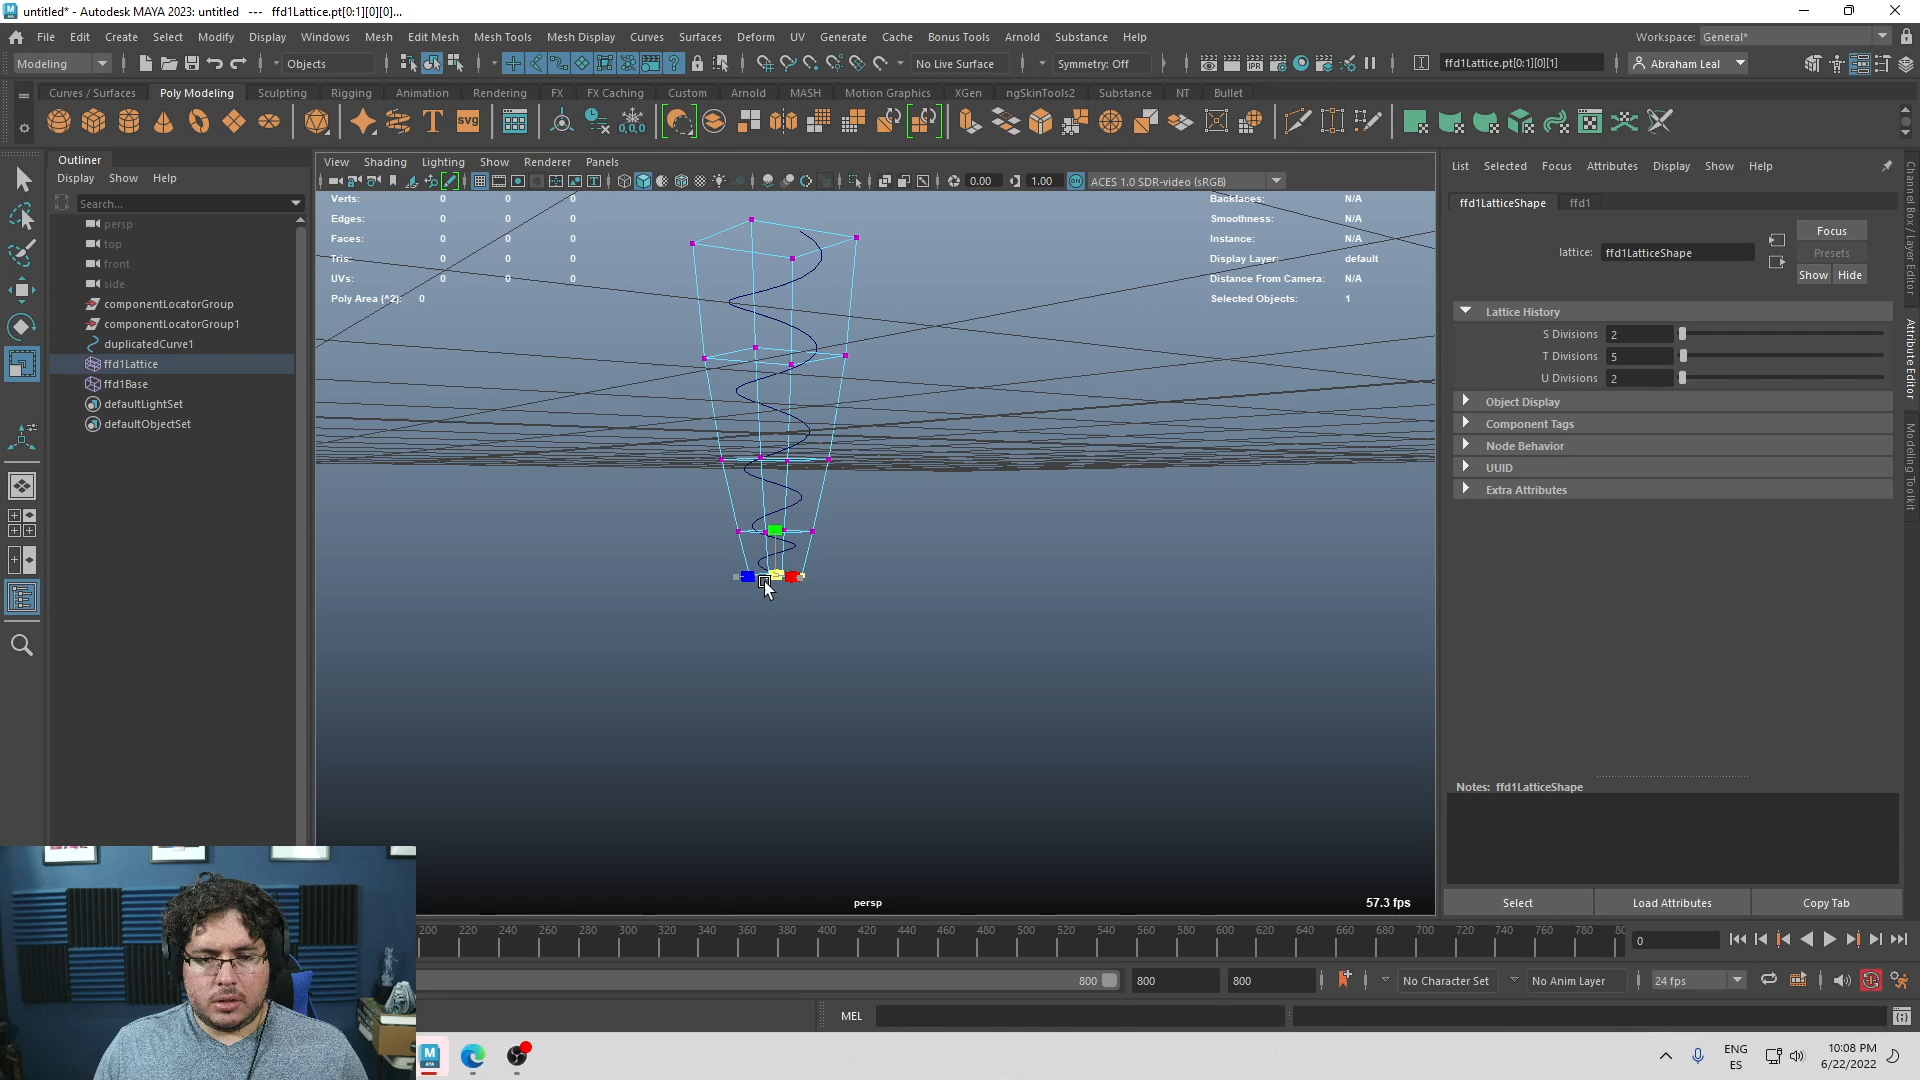 untitled* - Autodesk MAYA 2023: untitled --- ffd1Lattice.pt[0:1][0][0]...
File Edit Create Select Modify Display Windows Mesh Edit Mesh Mesh Tools Mesh Display Curves Surfaces Deform UV Generate Cache Bonus Tools Arnold Substance Help
Workspace: General*
Modeling Objects No Live Surface Symmetry: Off ffd1Lattice.pt[0:1][0][1] Abraham Leal
Curves / Surfaces Poly Modeling Sculpting Rigging Animation Rendering FX FX Caching Custom Arnold MASH Motion Graphics XGen ngSkinTools2 Substance NT Bullet
Outliner
Display Show Help
Search...
persp
top
front
side
componentLocatorGroup
componentLocatorGroup1
duplicatedCurve1
ffd1Lattice
ffd1Base
defaultLightSet
defaultObjectSet
View Shading Lighting Show Renderer Panels
0.00 1.00 ACES 1.0 SDR-video (sRGB)
Verts: 0 0 0
Edges: 0 0 0
Faces: 0 0 0
Tris: 0 0 0
UVs: 0 0 0
Poly Area (^2): 0
Backfaces: N/A
Smoothness: N/A
Instance: N/A
Display Layer: default
Distance From Camera: N/A
Selected Objects: 1
persp
57.3 fps
List Selected Focus Attributes Display Show Help
ffd1LatticeShape ffd1
lattice: ffd1LatticeShape
Focus
Presets
Show Hide
Lattice History
S Divisions 2
T Divisions 5
U Divisions 2
Object Display
Component Tags
Node Behavior
UUID
Extra Attributes
Notes: ffd1LatticeShape
Select Load Attributes Copy Tab
Channel Box / Layer Editor
Attribute Editor
Modeling Toolkit
200 220 240 260 280 300 320 340 360 380 400 420 440 460 480 500 520 540 560 580 600 620 640 660 680 700 720 740 760 780 80
0
800 800 800 No Character Set No Anim Layer 24 fps
MEL
ENG
ES
10:08 PM
6/22/2022